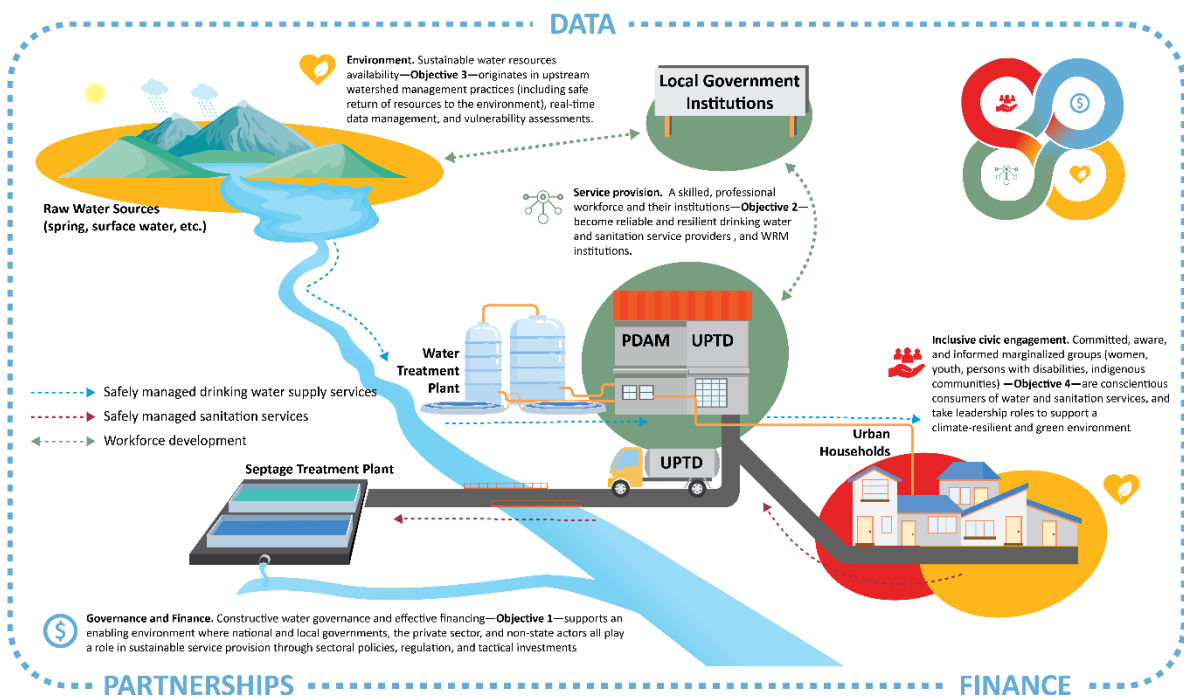 DATA
Environment. Sustainable water resources
availability—Objective 3—originates in upstream
watershed management practices (including safe
return of resources to the environment), real-time
data management, and vulnerability assessments.
Local Government
Institutions
Raw Water Sources
(spring, surface water, etc.)
Service provision. A skilled, professional
workforce and their institutions—Objective 2—
become reliable and resilient drinking water
and sanitation service providers , and WRM
institutions.
PDAM
UPTD
Water
Treatment
Plant
Inclusive civic engagement. Committed, aware,
and informed marginalized groups (women,
youth, persons with disabilities, indigenous
communities) —Objective 4—are conscientious
consumers of water and sanitation services, and
take leadership roles to support a
climate-resilient and green environment
Safely managed drinking water supply services
Safely managed sanitation services
Workforce development
Urban
Households
UPTD
Septage Treatment Plant
Governance and Finance. Constructive water governance and effective financing—Objective 1—supports an
enabling environment where national and local governments, the private sector, and non-state actors all play
a role in sustainable service provision through sectoral policies, regulation, and tactical investments
PARTNERSHIPS
FINANCE